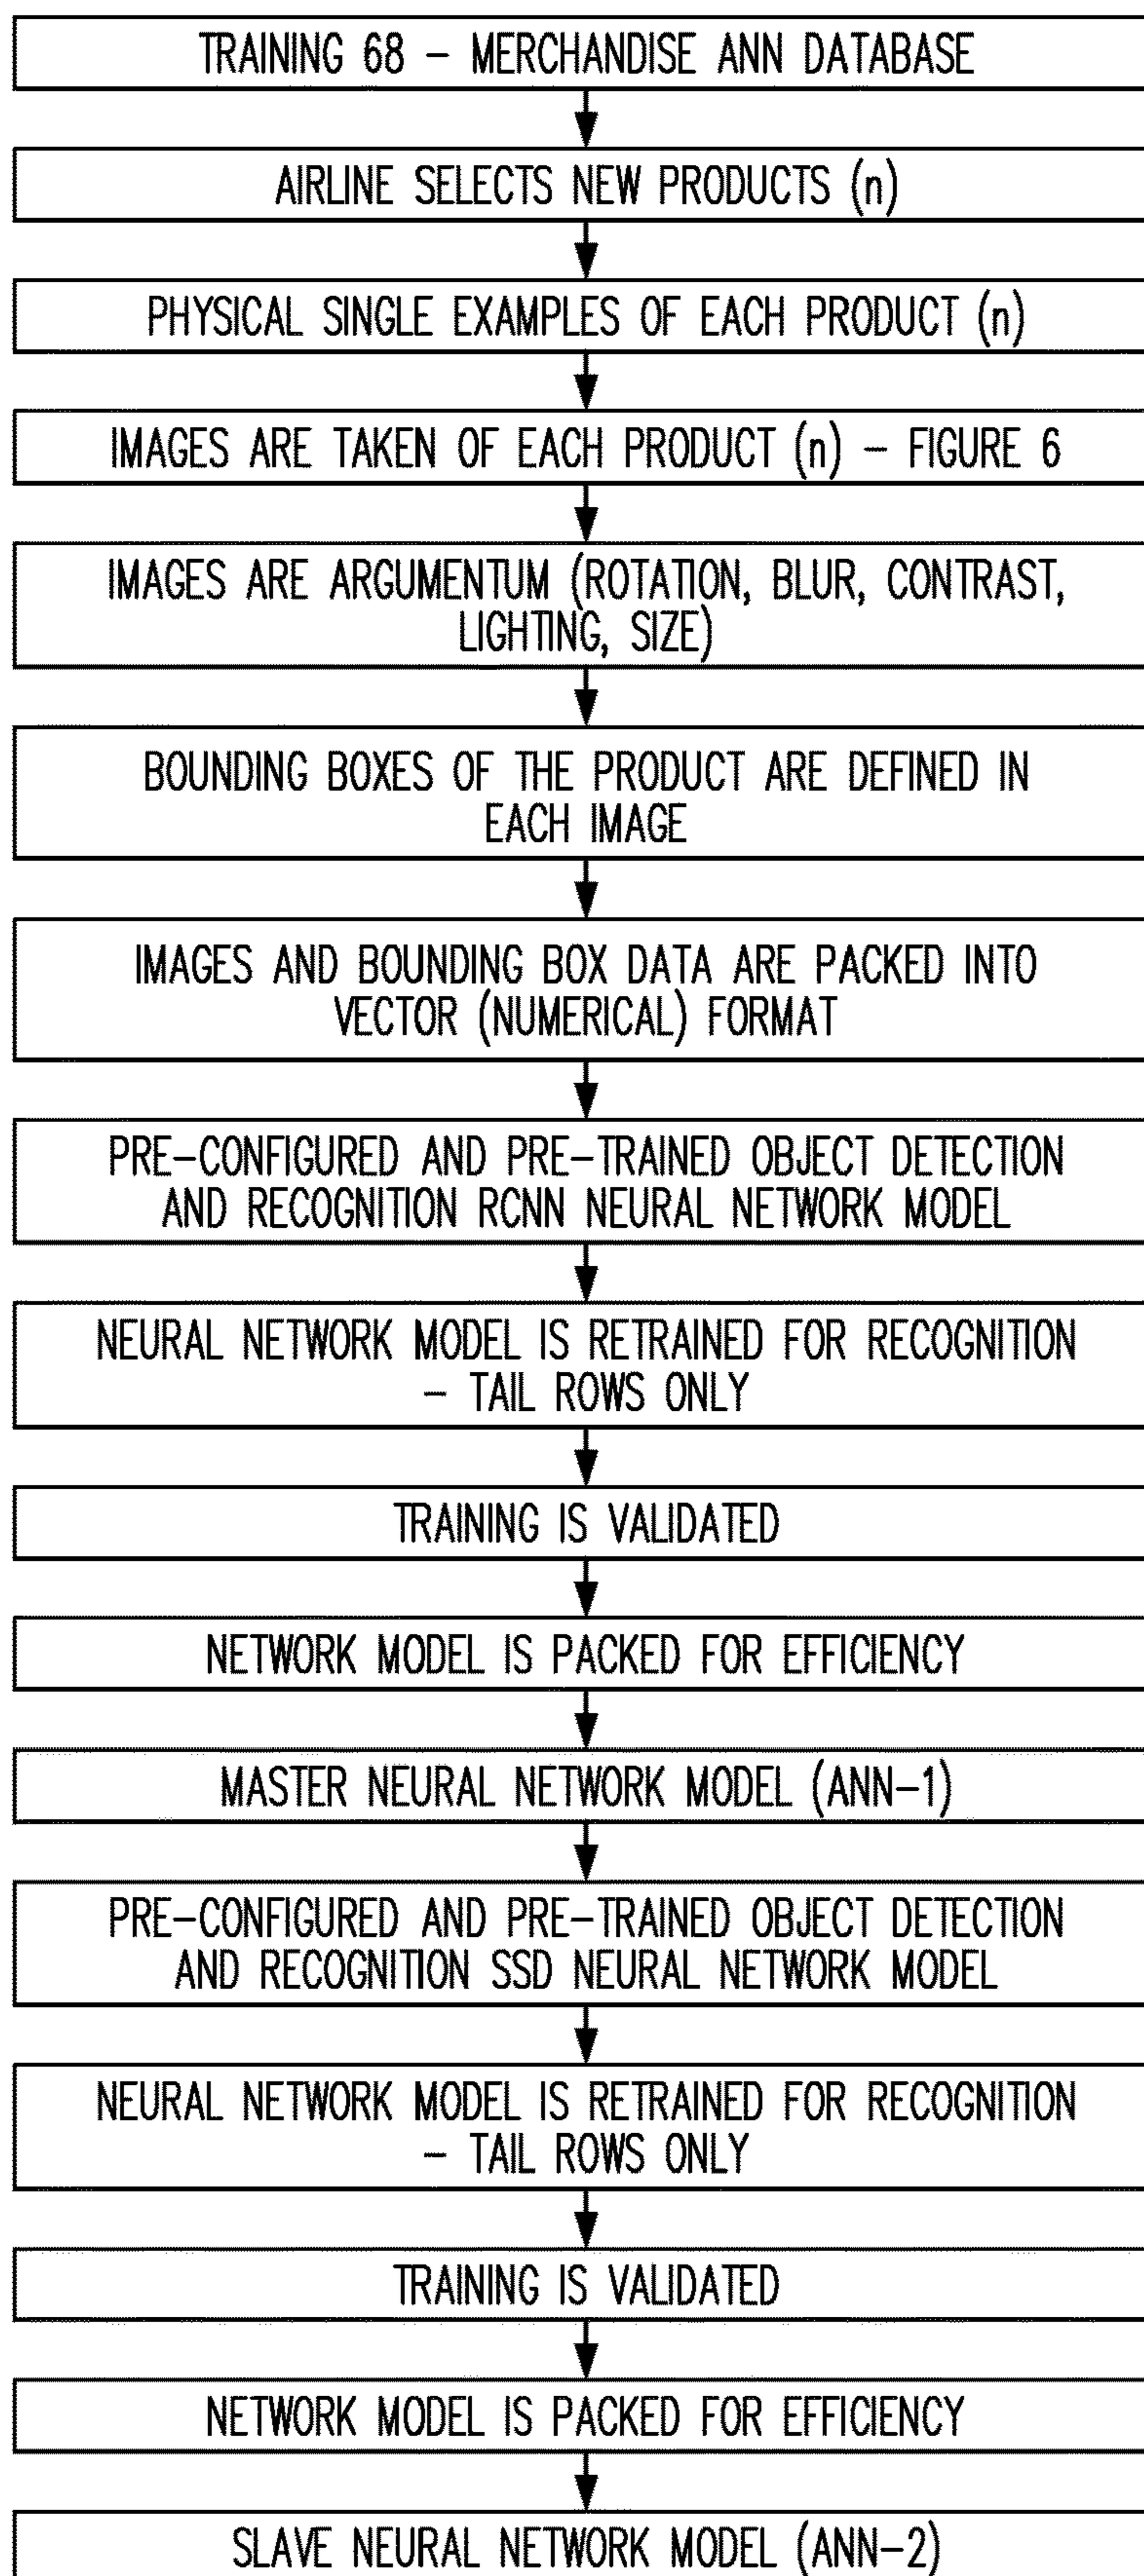 TRAINING 68 – MERCHANDISE ANN DATABASE
AIRLINE SELECTS NEW PRODUCTS (n)
PHYSICAL SINGLE EXAMPLES OF EACH PRODUCT (n)
IMAGES ARE TAKEN OF EACH PRODUCT (n) – FIGURE 6
IMAGES ARE ARGUMENTUM (ROTATION, BLUR, CONTRAST,
LIGHTING, SIZE)
BOUNDING BOXES OF THE PRODUCT ARE DEFINED IN
EACH IMAGE
IMAGES AND BOUNDING BOX DATA ARE PACKED INTO
VECTOR (NUMERICAL) FORMAT
PRE–CONFIGURED AND PRE–TRAINED OBJECT DETECTION
AND RECOGNITION RCNN NEURAL NETWORK MODEL
NEURAL NETWORK MODEL IS RETRAINED FOR RECOGNITION
– TAIL ROWS ONLY
TRAINING IS VALIDATED
NETWORK MODEL IS PACKED FOR EFFICIENCY
MASTER NEURAL NETWORK MODEL (ANN–1)
PRE–CONFIGURED AND PRE–TRAINED OBJECT DETECTION
AND RECOGNITION SSD NEURAL NETWORK MODEL
NEURAL NETWORK MODEL IS RETRAINED FOR RECOGNITION
– TAIL ROWS ONLY
TRAINING IS VALIDATED
NETWORK MODEL IS PACKED FOR EFFICIENCY
SLAVE NEURAL NETWORK MODEL (ANN–2)